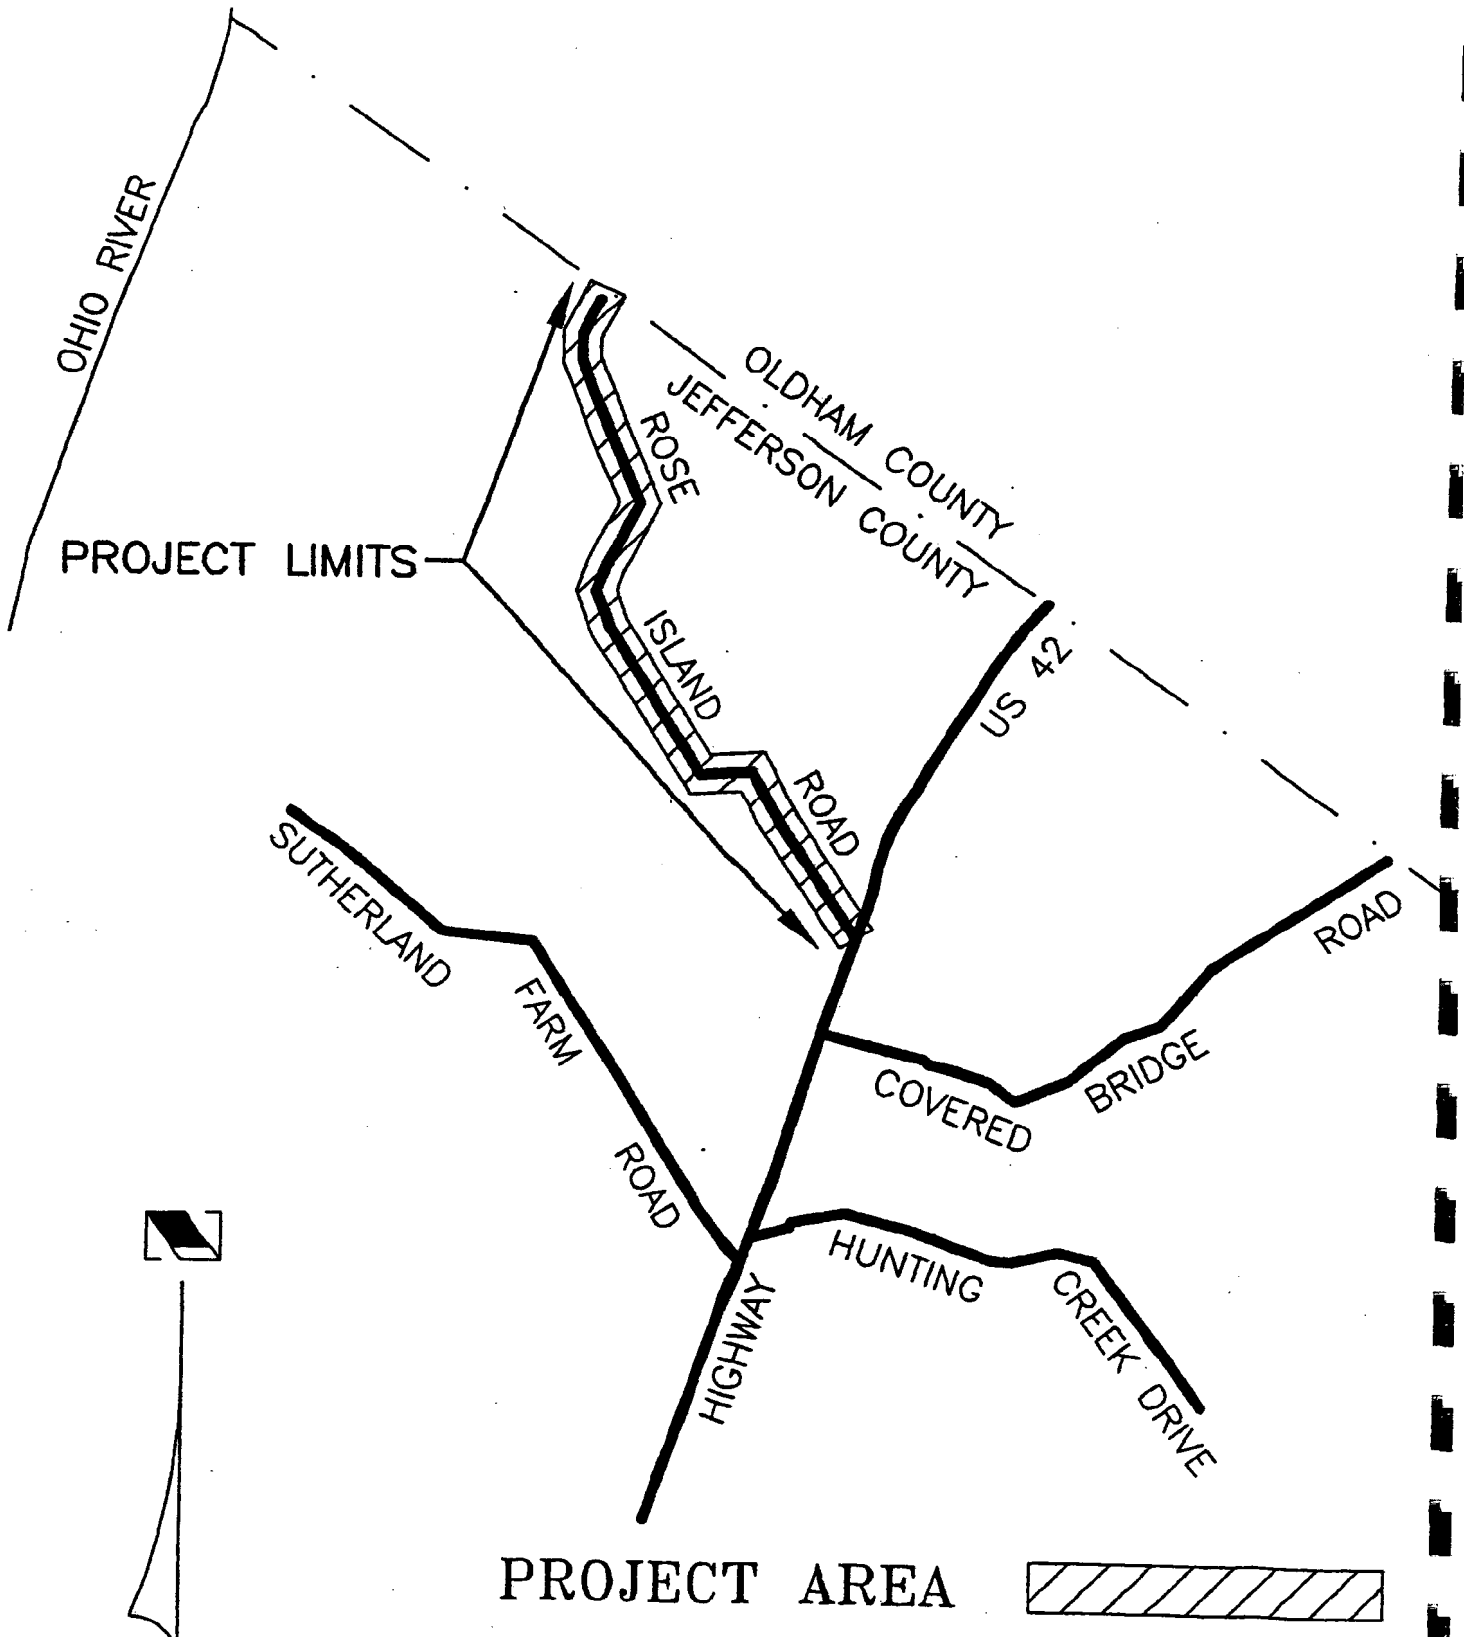 OHIO RIVER
OLDHAM COUNTY
JEFFERSON COUNTY
ROSE ISLAND ROAD
PROJECT LIMITS
US 42
SUTHERLAND FARM ROAD
COVERED BRIDGE ROAD
HUNTING CREEK DRIVE
HIGHWAY
N
PROJECT AREA